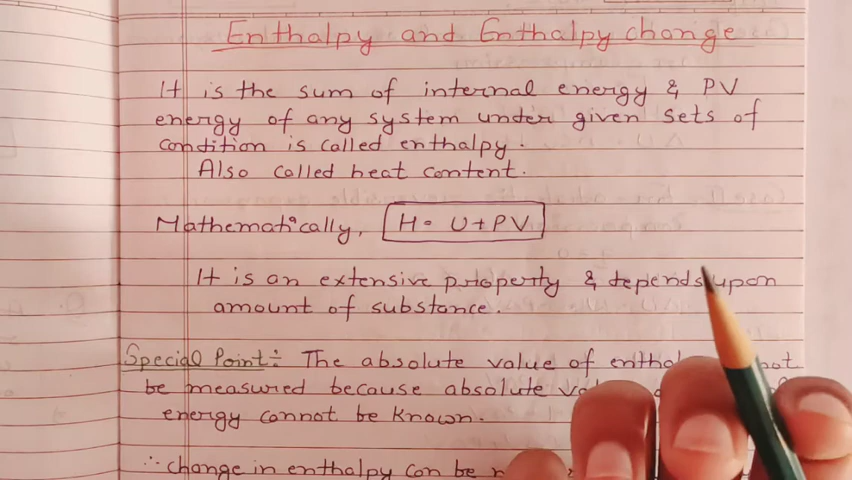 Enthalpy and Enthalpy change
It is the sum of internal energy & PV
energy of any system under given sets of
condition is called enthalpy.
Also called heat content.
Mathematically, H = U+PV
It is an extensive property & depends upon
amount of substance.
Special Point:- The absolute value of
be measured because absolute
energy cannot be known.
∴ change in enthalpy can be